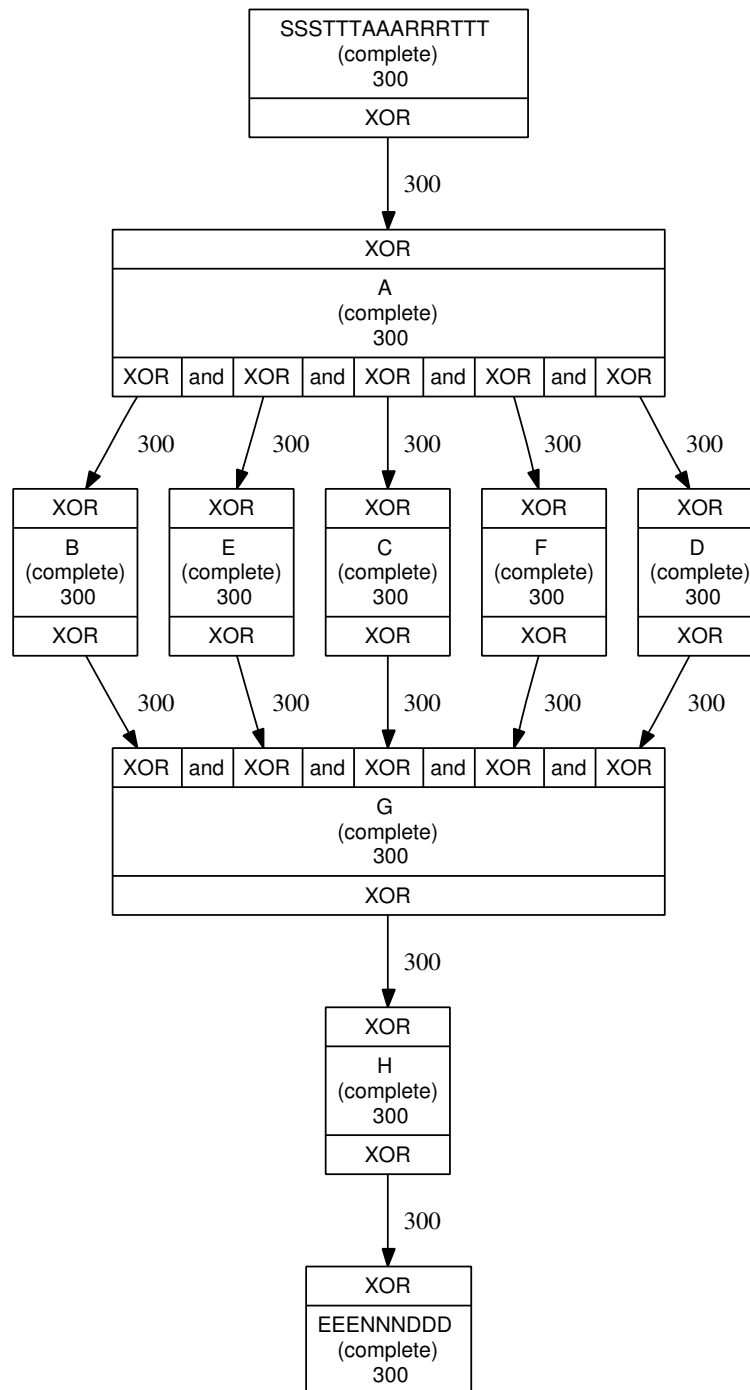 SSSTTTAAARRRTTT
(complete)
300
XOR
300
XOR
A
(complete)
300
XOR and XOR and XOR and XOR and XOR
300 300 300 300 300
XOR XOR XOR XOR XOR
B E C F D
(complete) (complete) (complete) (complete) (complete)
300 300 300 300 300
XOR XOR XOR XOR XOR
300 300 300 300 300
XOR and XOR and XOR and XOR and XOR
G
(complete)
300
XOR
300
XOR
H
(complete)
300
XOR
300
XOR
EEENNNDDD
(complete)
300